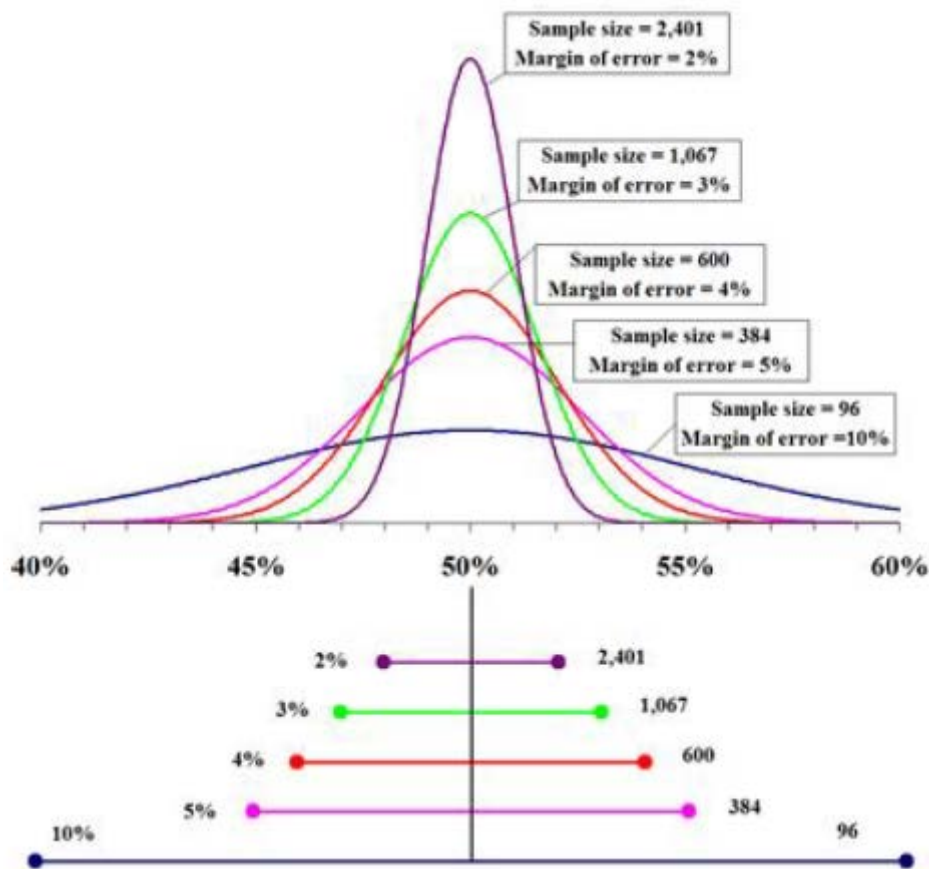 Sample size = 2,401
Margin of error = 2%
Sample size = 1,067
Margin of error = 3%
Sample size = 600
Margin of error = 4%
Sample size = 384
Margin of error = 5%
Sample size = 96
Margin of error =10%
40% 45% 50% 55% 60%
2% 2,401
3% 1,067
4% 600
5% 384
10% 96